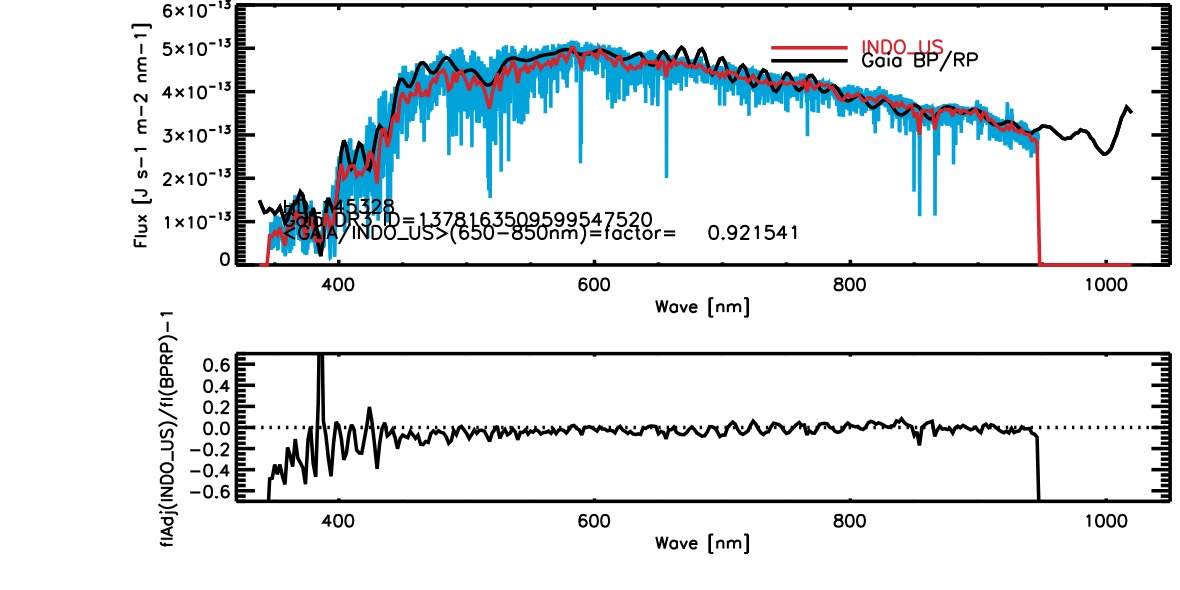 6×10−13
5×10−13
4×10−13
3×10−13
2×10−13
1×10−13
0
Flux [J s−1 m−2 nm−1]
INDO_US
Gaia BP/RP
145328
Gaia DR3 ID=1378163509599547520
<GAIA/INDO_US>(650−850nm)=factor= 0.921541
400 600 800 1000
Wave [nm]
flAdj(INDO_US)/fl(BPRP)−1
0.6
0.4
0.2
0.0
−0.2
−0.4
−0.6
400 600 800 1000
Wave [nm]